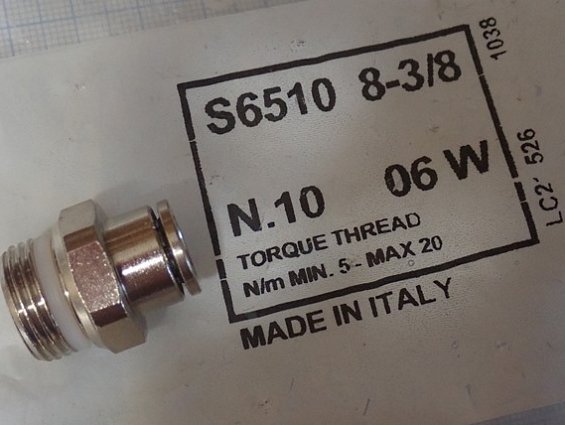 S6510 8-3/8
N.10 06 W
TORQUE THREAD
N/m MIN. 5 - MAX 20
MADE IN ITALY
1038
LC2' 526